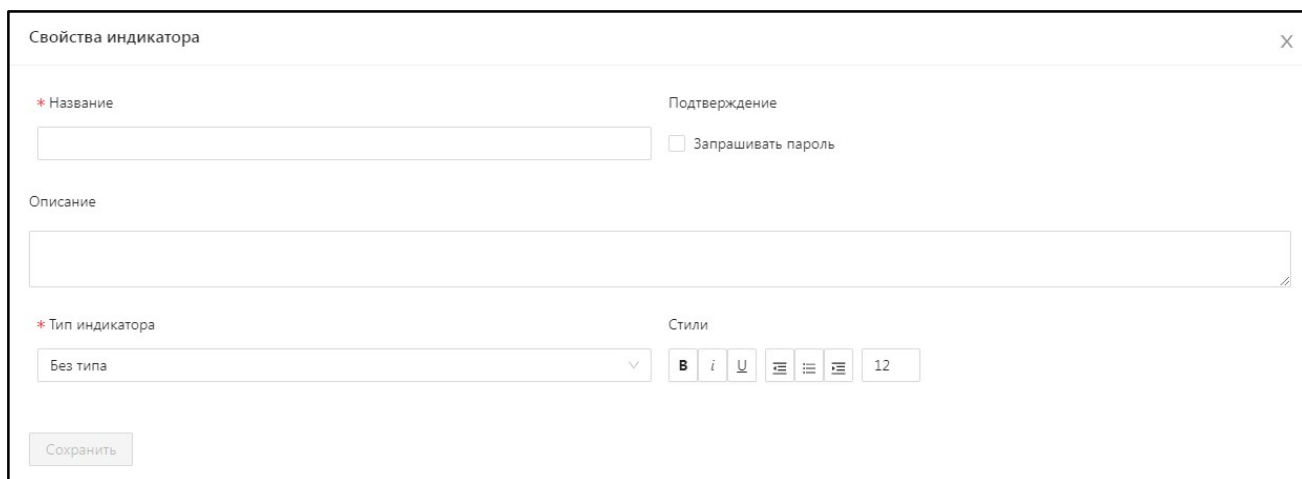 Свойства индикатора
X
* Название
Подтверждение
Запрашивать пароль
Описание
* Тип индикатора
Стили
Без типа
B i U 12
Сохранить